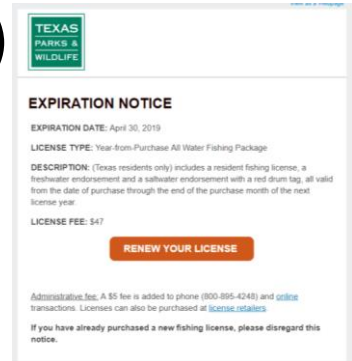 TEXAS
PARKS &
WILDLIFE
EXPIRATION NOTICE
EXPIRATION DATE: April 30, 2019
LICENSE TYPE: Year-from-Purchase All Water Fishing Package
DESCRIPTION: (Texas residents only) includes a resident fishing license, a
freshwater endorsement and a saltwater endorsement with a red drum tag, all valid
from the date of purchase through the end of the purchase month of the next
license year.
LICENSE FEE: $47
RENEW YOUR LICENSE
Administrative fee: A $5 fee is added to phone (800-895-4248) and online
transactions. Licenses can also be purchased at license retailers.
If you have already purchased a new fishing license, please disregard this
notice.